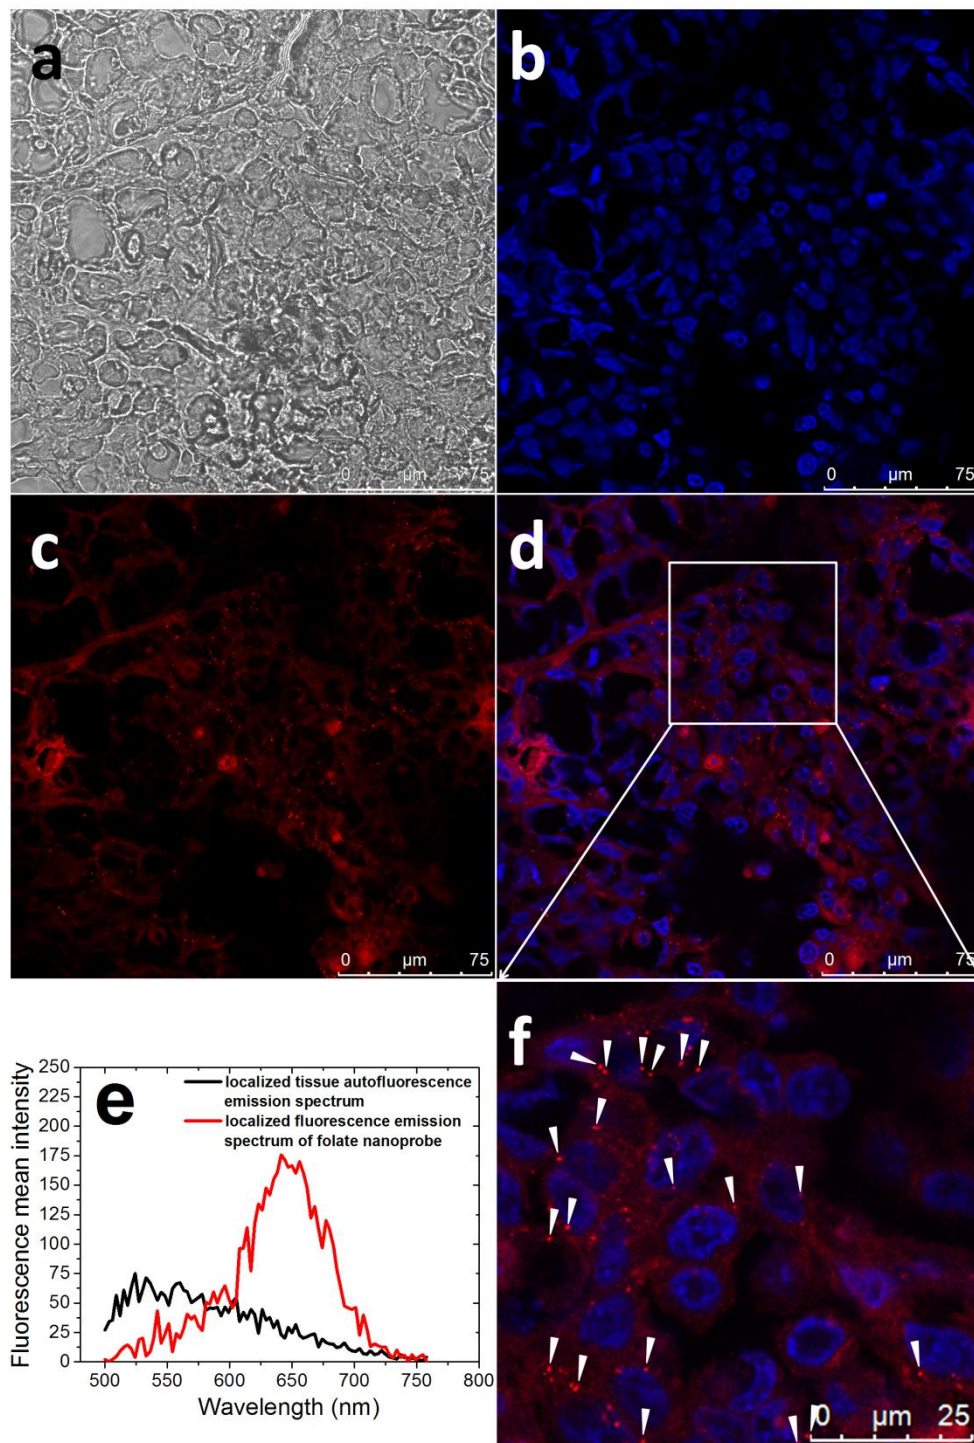 a
b
0 µm 75
0 µm 75
c
d
0 µm 75
0 µm 75
e
localized tissue autofluorescence
emission spectrum
localized fluorescence emission
spectrum of folate nanoprobe
Fluorescence mean intensity
250
225
200
175
150
125
100
75
50
25
0
500 550 600 650 700 750 800
Wavelength (nm)
f
0 µm 25